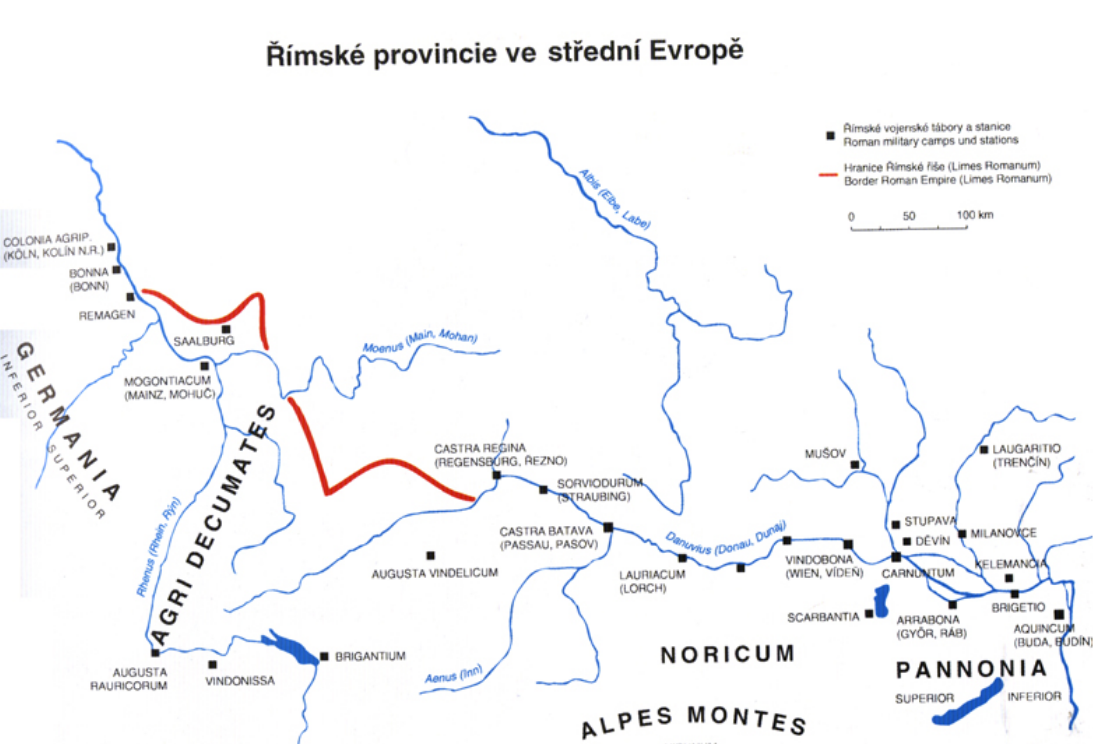 Římské provincie ve střední Evropě
Římské vojenské tábory a stanice
Roman military camps und stations
Hranice Římské říše (Limes Romanum)
Border Roman Empire (Limes Romanum)
0 50 100 km
Albis (Elbe, Labe)
COLONIA AGRIP.
(KÖLN, KOLÍN N.R.)
BONNA
(BONN)
REMAGEN
SAALBURG
Moenus (Main, Mohan)
MOGONTIACUM
(MAINZ, MOHUČ)
GERMANIA
INFERIOR SUPERIOR
AGRI DECUMATES
Rhenus (Rhein, Rýn)
CASTRA REGINA
(REGENSBURG, ŘEZNO)
SORVIODURUM
(STRAUBING)
CASTRA BATAVA
(PASSAU, PASOV)
AUGUSTA VINDELICUM
Danuvius (Donau, Dunaj)
LAURIACUM
(LORCH)
MUŠOV
LAUGARITIO
(TRENČÍN)
STUPAVA
DĚVÍN
MILANOVCE
VINDOBONA
(WIEN, VÍDEŇ)
CARNUNTUM
KELEMANCIA
SCARBANTIA
ARRABONA
(GYÖR, RÁB)
BRIGETIO
AQUINCUM
(BUDA, BUDÍN)
AUGUSTA
RAURICORUM
VINDONISSA
BRIGANTIUM
Aenus (Inn)
NORICUM
PANNONIA
SUPERIOR INFERIOR
ALPES MONTES